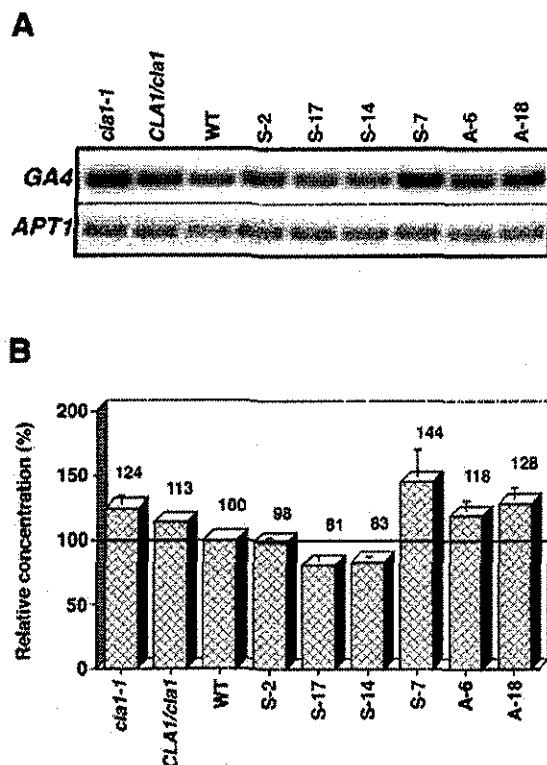 A
cla1-1
CLA1/cla1
WT
S-2
S-17
S-14
S-7
A-6
A-18
GA4
APT1
B
Relative concentration (%)
200
150
100
50
0
124
113
100
98
81
83
144
118
128
cla1-1
CLA1/cla1
WT
S-2
S-17
S-14
S-7
A-6
A-18